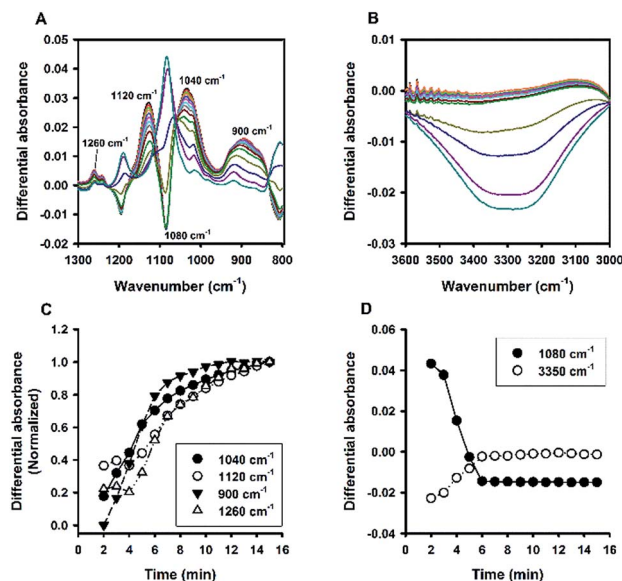 A
0.05
0.04
0.03
0.02
0.01
0.00
-0.01
-0.02
Differential absorbance
1260 cm-1
1120 cm-1
1040 cm-1
900 cm-1
1080 cm-1
1300 1200 1100 1000 900 800
Wavenumber (cm-1)
B
0.01
0.00
-0.01
-0.02
-0.03
Differential absorbance
3600 3500 3400 3300 3200 3100 3000
Wavenumber (cm-1)
C
1.2
1.0
0.8
0.6
0.4
0.2
0.0
Differential absorbance
(Normalized)
1040 cm-1
1120 cm-1
900 cm-1
1260 cm-1
0 2 4 6 8 10 12 14 16
Time (min)
D
0.06
0.04
0.02
0.00
-0.02
-0.04
Differential absorbance
1080 cm-1
3350 cm-1
0 2 4 6 8 10 12 14 16
Time (min)